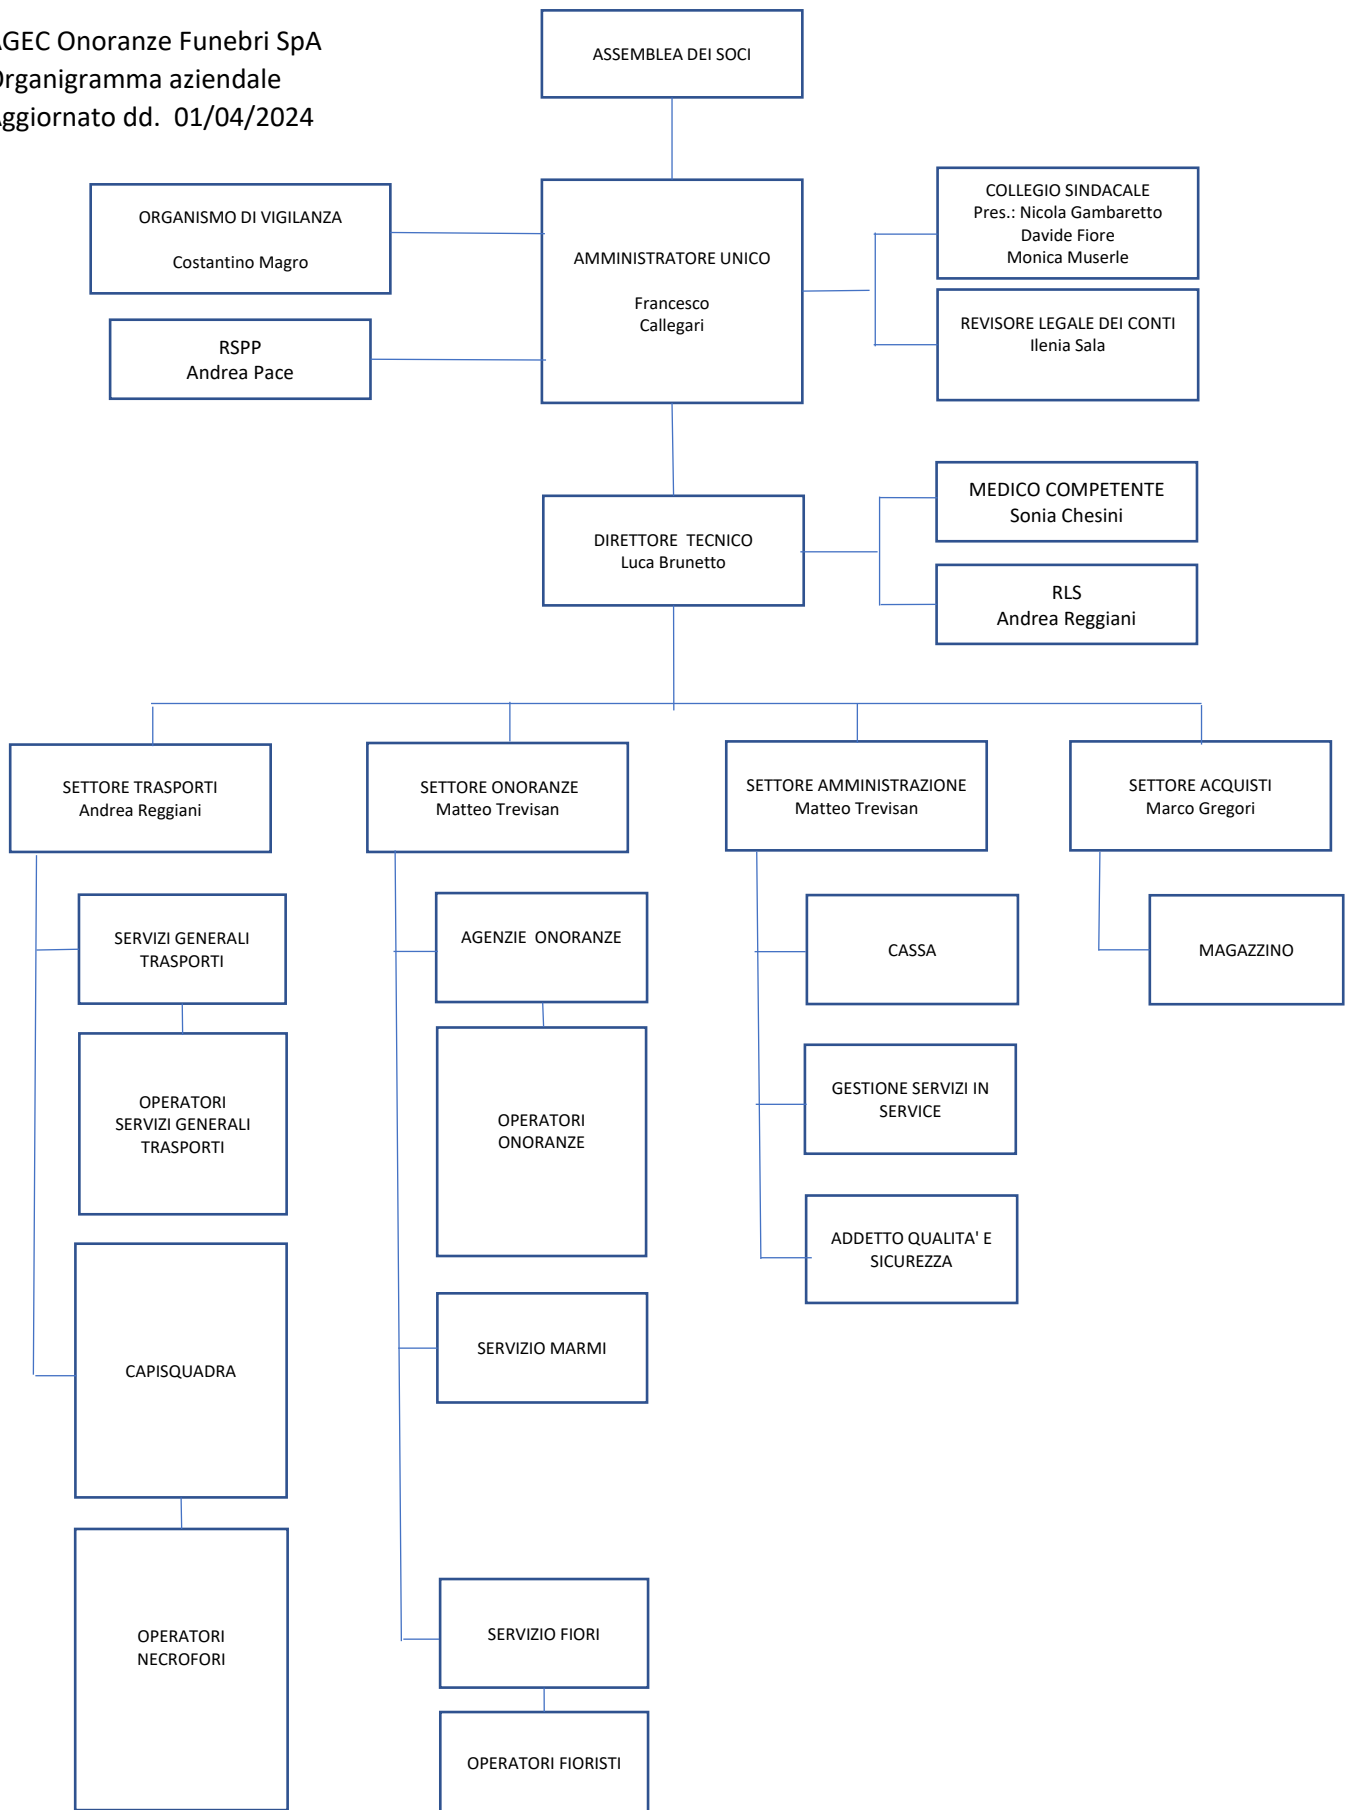 AGEC Onoranze Funebri SpA
Organigramma aziendale
Aggiornato dd. 01/04/2024
ASSEMBLEA DEI SOCI
ORGANISMO DI VIGILANZA
Costantino Magro
RSPP
Andrea Pace
AMMINISTRATORE UNICO
Francesco
Callegari
COLLEGIO SINDACALE
Pres.: Nicola Gambaretto
Davide Fiore
Monica Muserle
REVISORE LEGALE DEI CONTI
Ilenia Sala
DIRETTORE TECNICO
Luca Brunetto
MEDICO COMPETENTE
Sonia Chesini
RLS
Andrea Reggiani
SETTORE TRASPORTI
Andrea Reggiani
SETTORE ONORANZE
Matteo Trevisan
SETTORE AMMINISTRAZIONE
Matteo Trevisan
SETTORE ACQUISTI
Marco Gregori
SERVIZI GENERALI
TRASPORTI
AGENZIE ONORANZE
CASSA
MAGAZZINO
OPERATORI
SERVIZI GENERALI
TRASPORTI
OPERATORI
ONORANZE
GESTIONE SERVIZI IN
SERVICE
ADDETTO QUALITA' E
SICUREZZA
CAPISQUADRA
SERVIZIO MARMI
OPERATORI
NECROFORI
SERVIZIO FIORI
OPERATORI FIORISTI